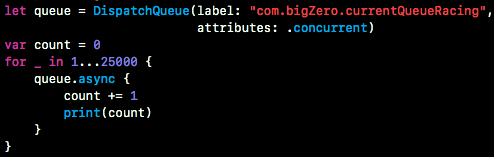 let queue = DispatchQueue(label: "com.bigZero.currentQueueRacing",
                          attributes: .concurrent)
var count = 0
for _ in 1...25000 {
    queue.async {
        count += 1
        print(count)
    }
}